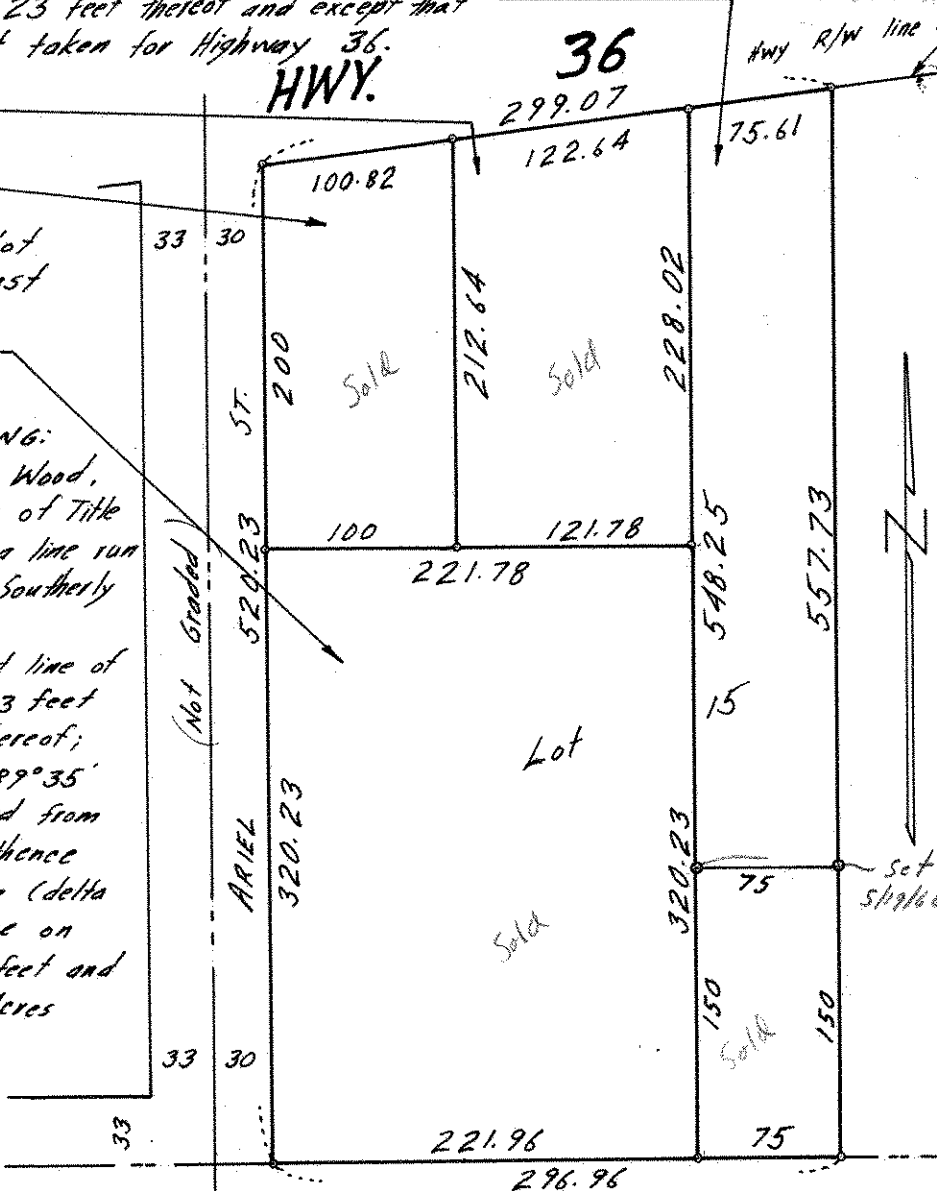 23 feet thereof and except that
taken for Highway 36.
HWY. 36
Hwy R/W line
299.07
100.82
122.64
75.61
33 30
200
212.64
228.02
Sold
Sold
ST.
100
121.78
221.78
520.23
548.25
557.73
(Not Graded)
NG:
Wood,
of Title
a line run
Southerly
line of
3 feet
ereof;
89°35'
d from
thence
(delta
e on
feet and
Acres
Lot
15
ARIEL
320.23
320.23
Sold
75
Set
150
150
Sold
33 30
33
221.96
75
296.96
N